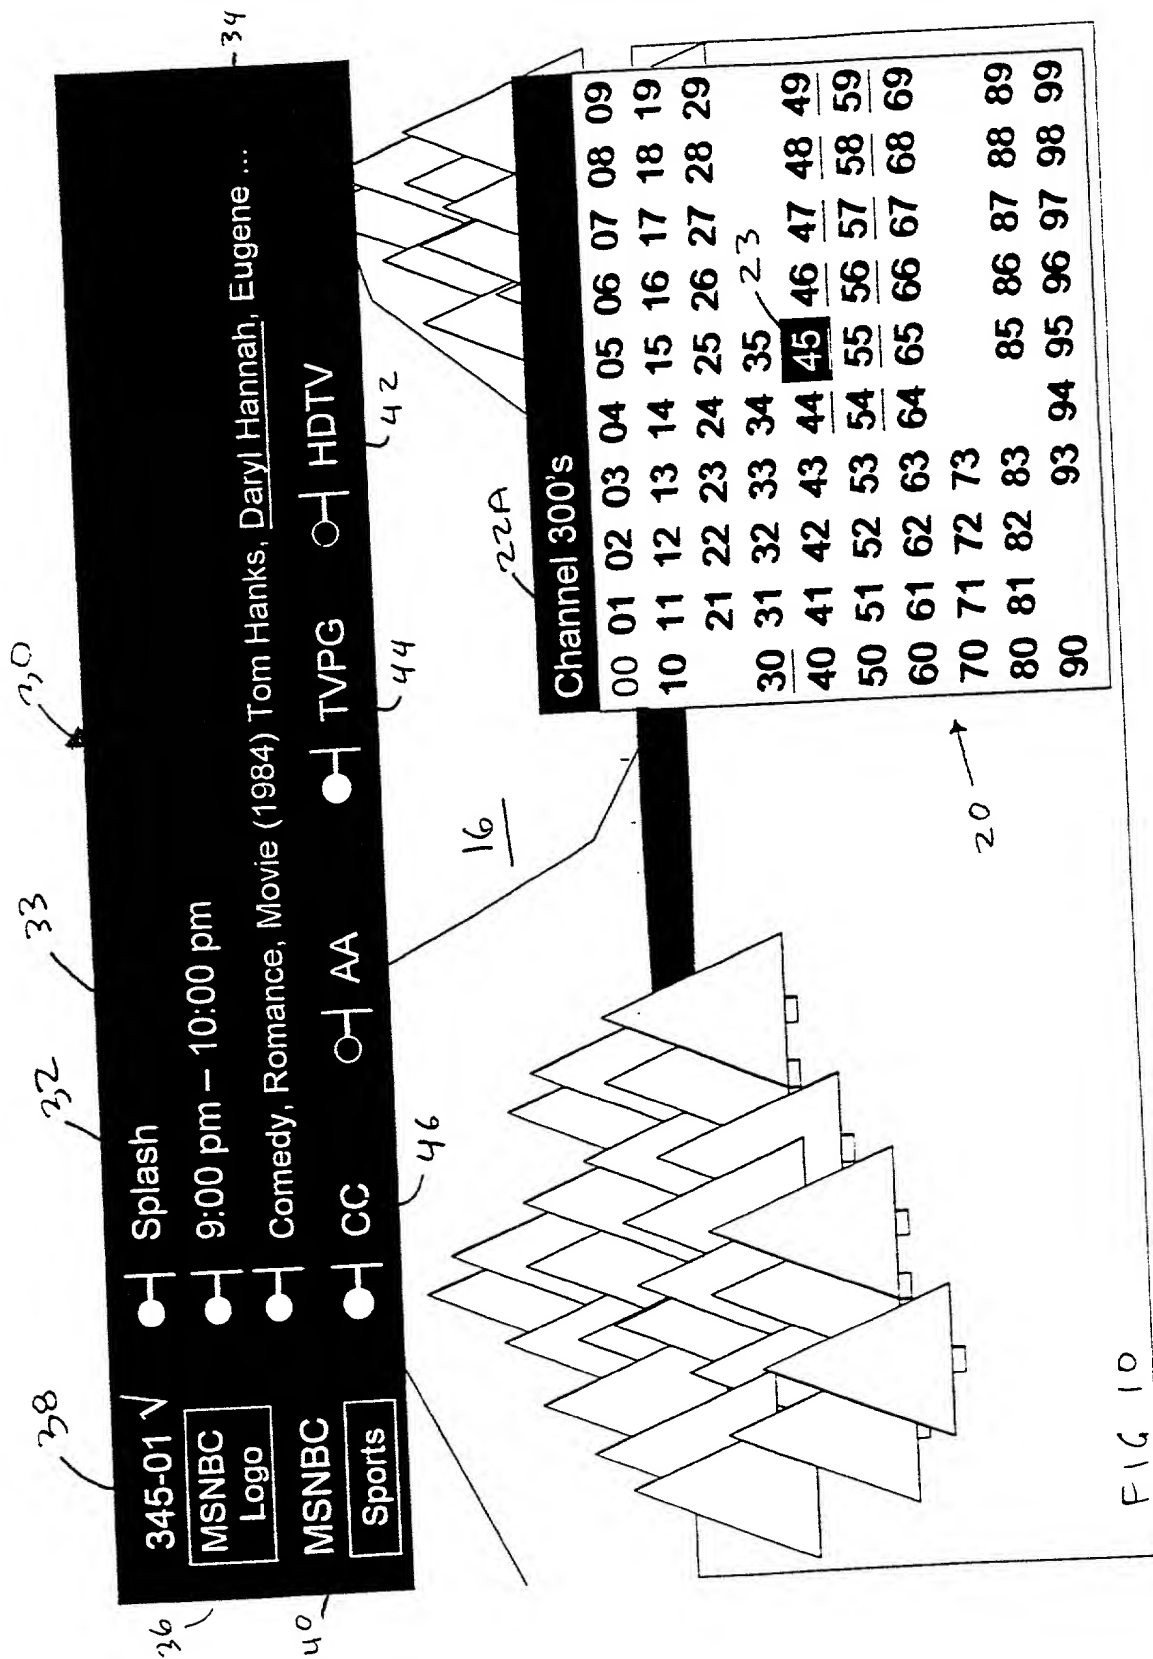 30
38
32
33
34
345-01 √
Splash
MSNBC
Logo
9:00 pm – 10:00 pm
MSNBC
Comedy, Romance, Movie (1984) Tom Hanks, Daryl Hannah, Eugene ...
Sports
CC
AA
TVPG
HDTV
36
40
46
44
42
16
22A
Channel 300's
00 01 02 03 04 05 06 07 08 09
10 11 12 13 14 15 16 17 18 19
21 22 23 24 25 26 27 28 29
30 31 32 33 34 35
23
40 41 42 43 44 45 46 47 48 49
50 51 52 53 54 55 56 57 58 59
60 61 62 63 64 65 66 67 68 69
70 71 72 73
80 81 82 83 85 86 87 88 89
90 93 94 95 96 97 98 99
20
FIG 10